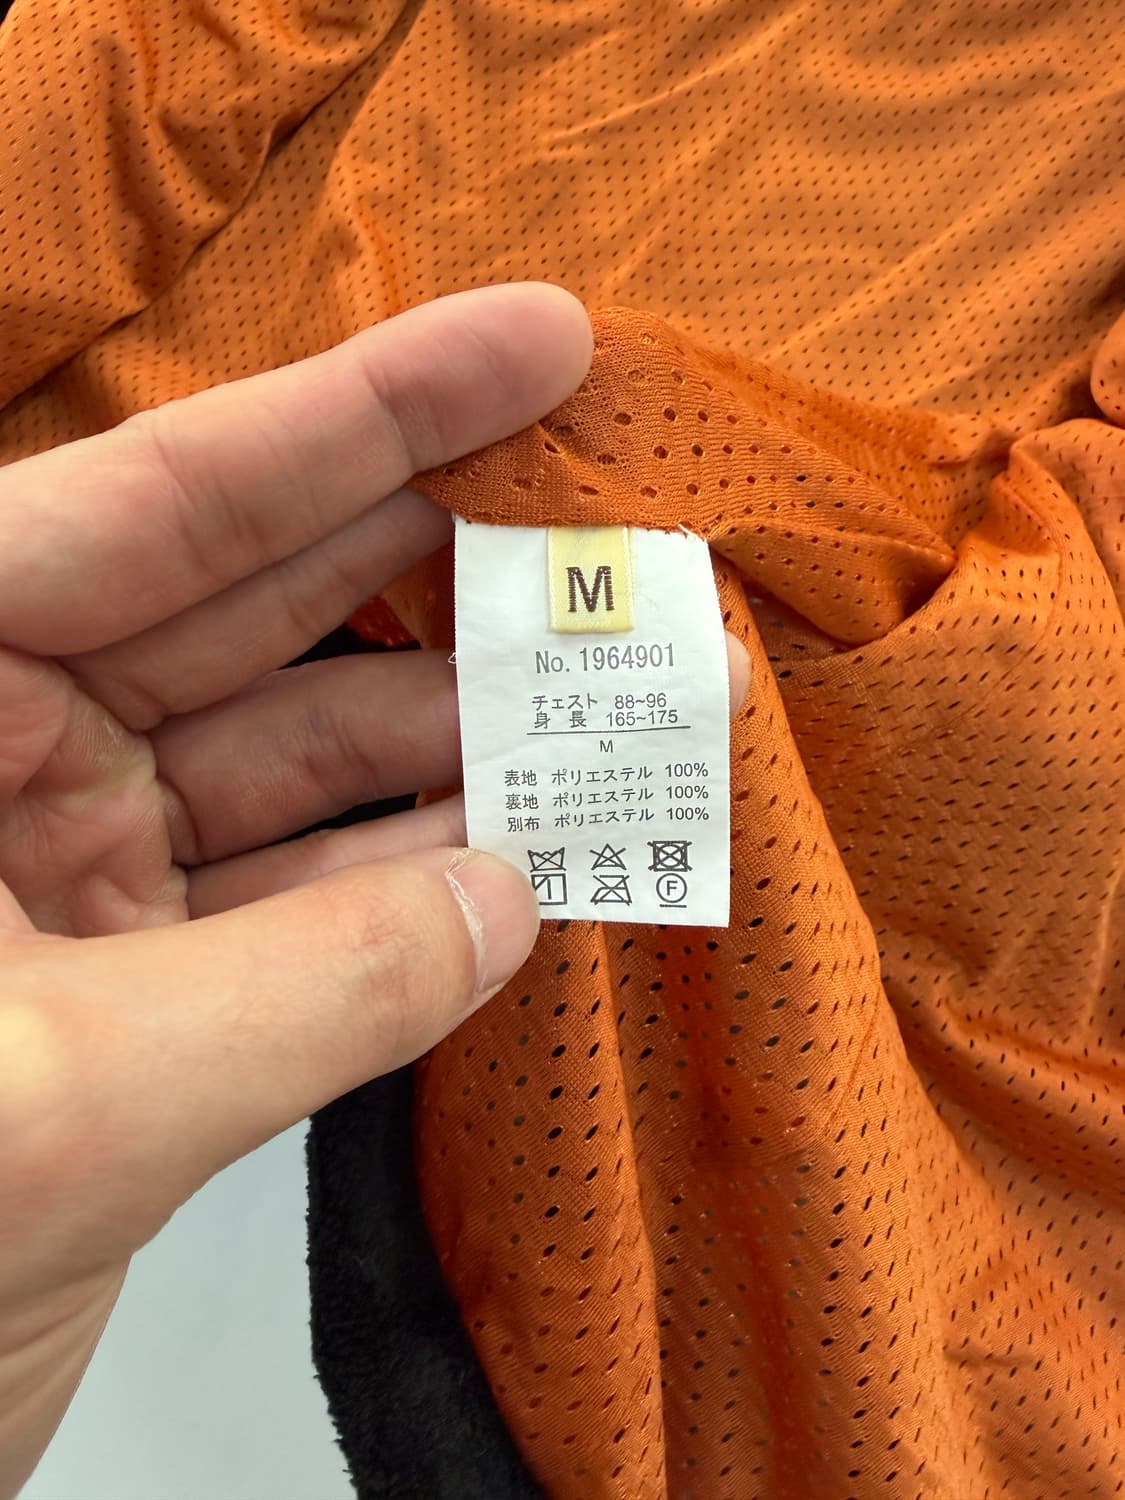 M
No. 1964901
チェスト 88~96
身長 165~175
M
表地 ポリエステル 100%
裏地 ポリエステル 100%
別布 ポリエステル 100%
F